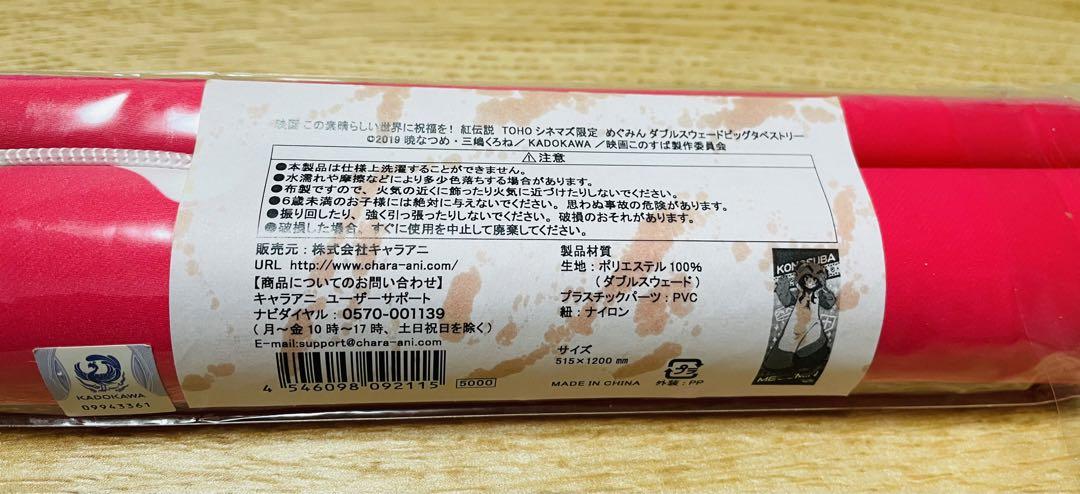 映画 この素晴らしい世界に祝福を! 紅伝説 TOHOシネマズ限定 めぐみん ダブルスウェードビッグタペストリー
©2019 暁なつめ・三嶋くろね/KADOKAWA/映画このすば製作委員会
⚠注意
●本製品は仕様上洗濯することができません。
●水濡れや摩擦などにより多少色落ちする場合があります。
●布製ですので、火気の近くに飾ったり火気に近づけたりしないでください。
●6歳未満のお子様には絶対に与えないでください。思わぬ事故の危険があります。
●振り回したり、強く引っ張ったりしないでください。破損のおそれがあります。
●破損した場合、すぐに使用を中止して廃棄してください。
販売元:株式会社キャラアニ
URL http://www.chara-ani.com/
【商品についてのお問い合わせ】
キャラアニ ユーザーサポート
ナビダイヤル:0570-001139
(月~金10時~17時、土日祝日を除く)
E-mail:support@chara-ani.com
4 546098 092115
5000
製品材質
生地:ポリエステル100%
(ダブルスウェード)
プラスチックパーツ:PVC
紐:ナイロン
サイズ
515×1200mm
MADE IN CHINA
プラ
外装:PP
KONOSUBA
KADOKAWA
09943361